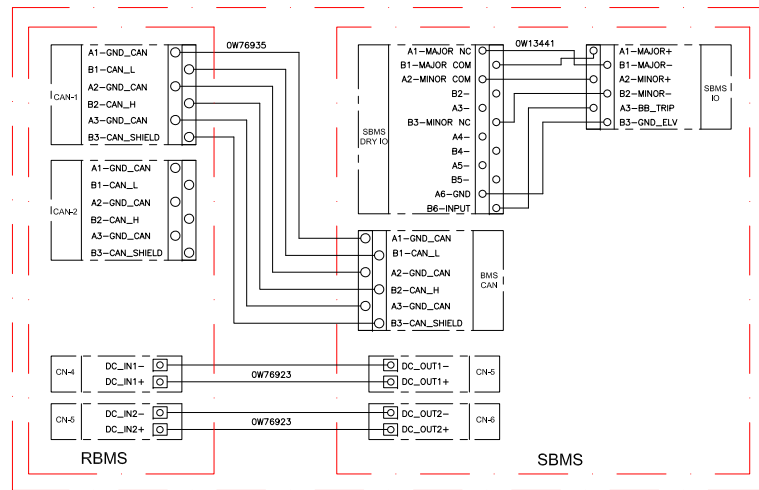 OW76935
OW13441
CAN-1
A1-GND_CAN
B1-CAN_L
A2-GND_CAN
B2-CAN_H
A3-GND_CAN
B3-CAN_SHIELD
CAN-2
A1-GND_CAN
B1-CAN_L
A2-GND_CAN
B2-CAN_H
A3-GND_CAN
B3-CAN_SHIELD
SBMS
DRY IO
A1-MAJOR NC
B1-MAJOR COM
A2-MINOR COM
B2-
A3-
B3-MINOR NC
A4-
B4-
A5-
B5-
A6-GND
B6-INPUT
A1-MAJOR+
B1-MAJOR-
A2-MINOR+
B2-MINOR-
A3-BB_TRIP
B3-GND_ELV
SBMS
IO
A1-GND_CAN
B1-CAN_L
A2-GND_CAN
B2-CAN_H
A3-GND_CAN
B3-CAN_SHIELD
BMS
CAN
CN-4
DC_IN1-
DC_IN1+
OW76923
DC_OUT1-
DC_OUT1+
CN-5
CN-5
DC_IN2-
DC_IN2+
OW76923
DC_OUT2-
DC_OUT2+
CN-6
RBMS
SBMS